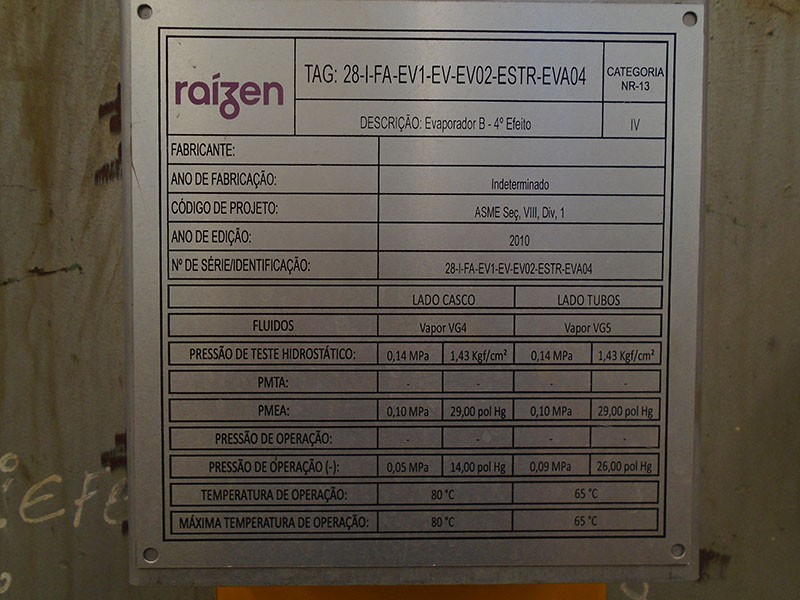 raízen
TAG: 28-I-FA-EV1-EV-EV02-ESTR-EVA04
CATEGORIA
NR-13
DESCRIÇÃO: Evaporador B - 4º Efeito
IV
FABRICANTE:
ANO DE FABRICAÇÃO: Indeterminado
CÓDIGO DE PROJETO: ASME Seç, VIII, Div, 1
ANO DE EDIÇÃO: 2010
Nº DE SÉRIE/IDENTIFICAÇÃO: 28-I-FA-EV1-EV-EV02-ESTR-EVA04
LADO CASCO LADO TUBOS
FLUIDOS Vapor VG4 Vapor VG5
PRESSÃO DE TESTE HIDROSTÁTICO: 0,14 MPa 1,43 Kgf/cm² 0,14 MPa 1,43 Kgf/cm²
PMTA: - - - -
PMEA: 0,10 MPa 29,00 pol Hg 0,10 MPa 29,00 pol Hg
PRESSÃO DE OPERAÇÃO: - - - -
PRESSÃO DE OPERAÇÃO (-): 0,05 MPa 14,00 pol Hg 0,09 MPa 26,00 pol Hg
TEMPERATURA DE OPERAÇÃO: 80 °C 65 °C
MÁXIMA TEMPERATURA DE OPERAÇÃO: 80 °C 65 °C